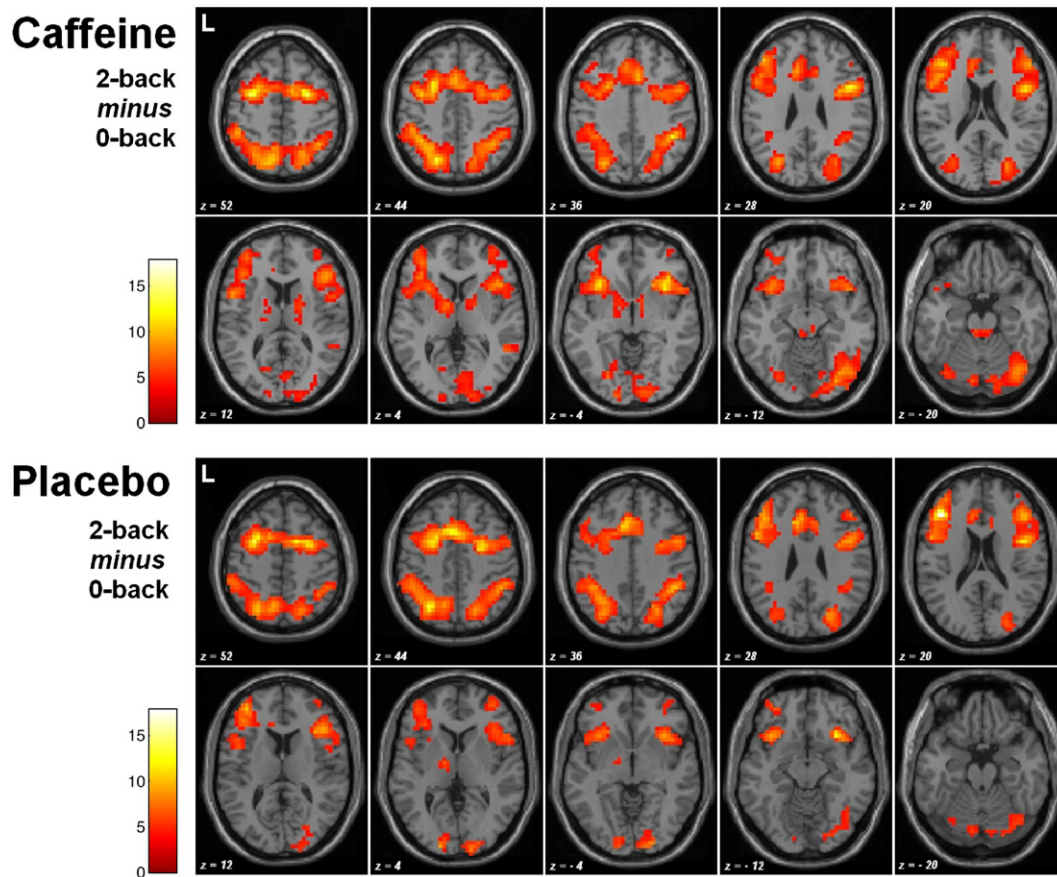 Caffeine
2-back
minus
0-back
L
z = 52
z = 44
z = 36
z = 28
z = 20
15
10
5
0
z = 12
z = 4
z = - 4
z = - 12
z = - 20
Placebo
2-back
minus
0-back
L
z = 52
z = 44
z = 36
z = 28
z = 20
15
10
5
0
z = 12
z = 4
z = - 4
z = - 12
z = - 20